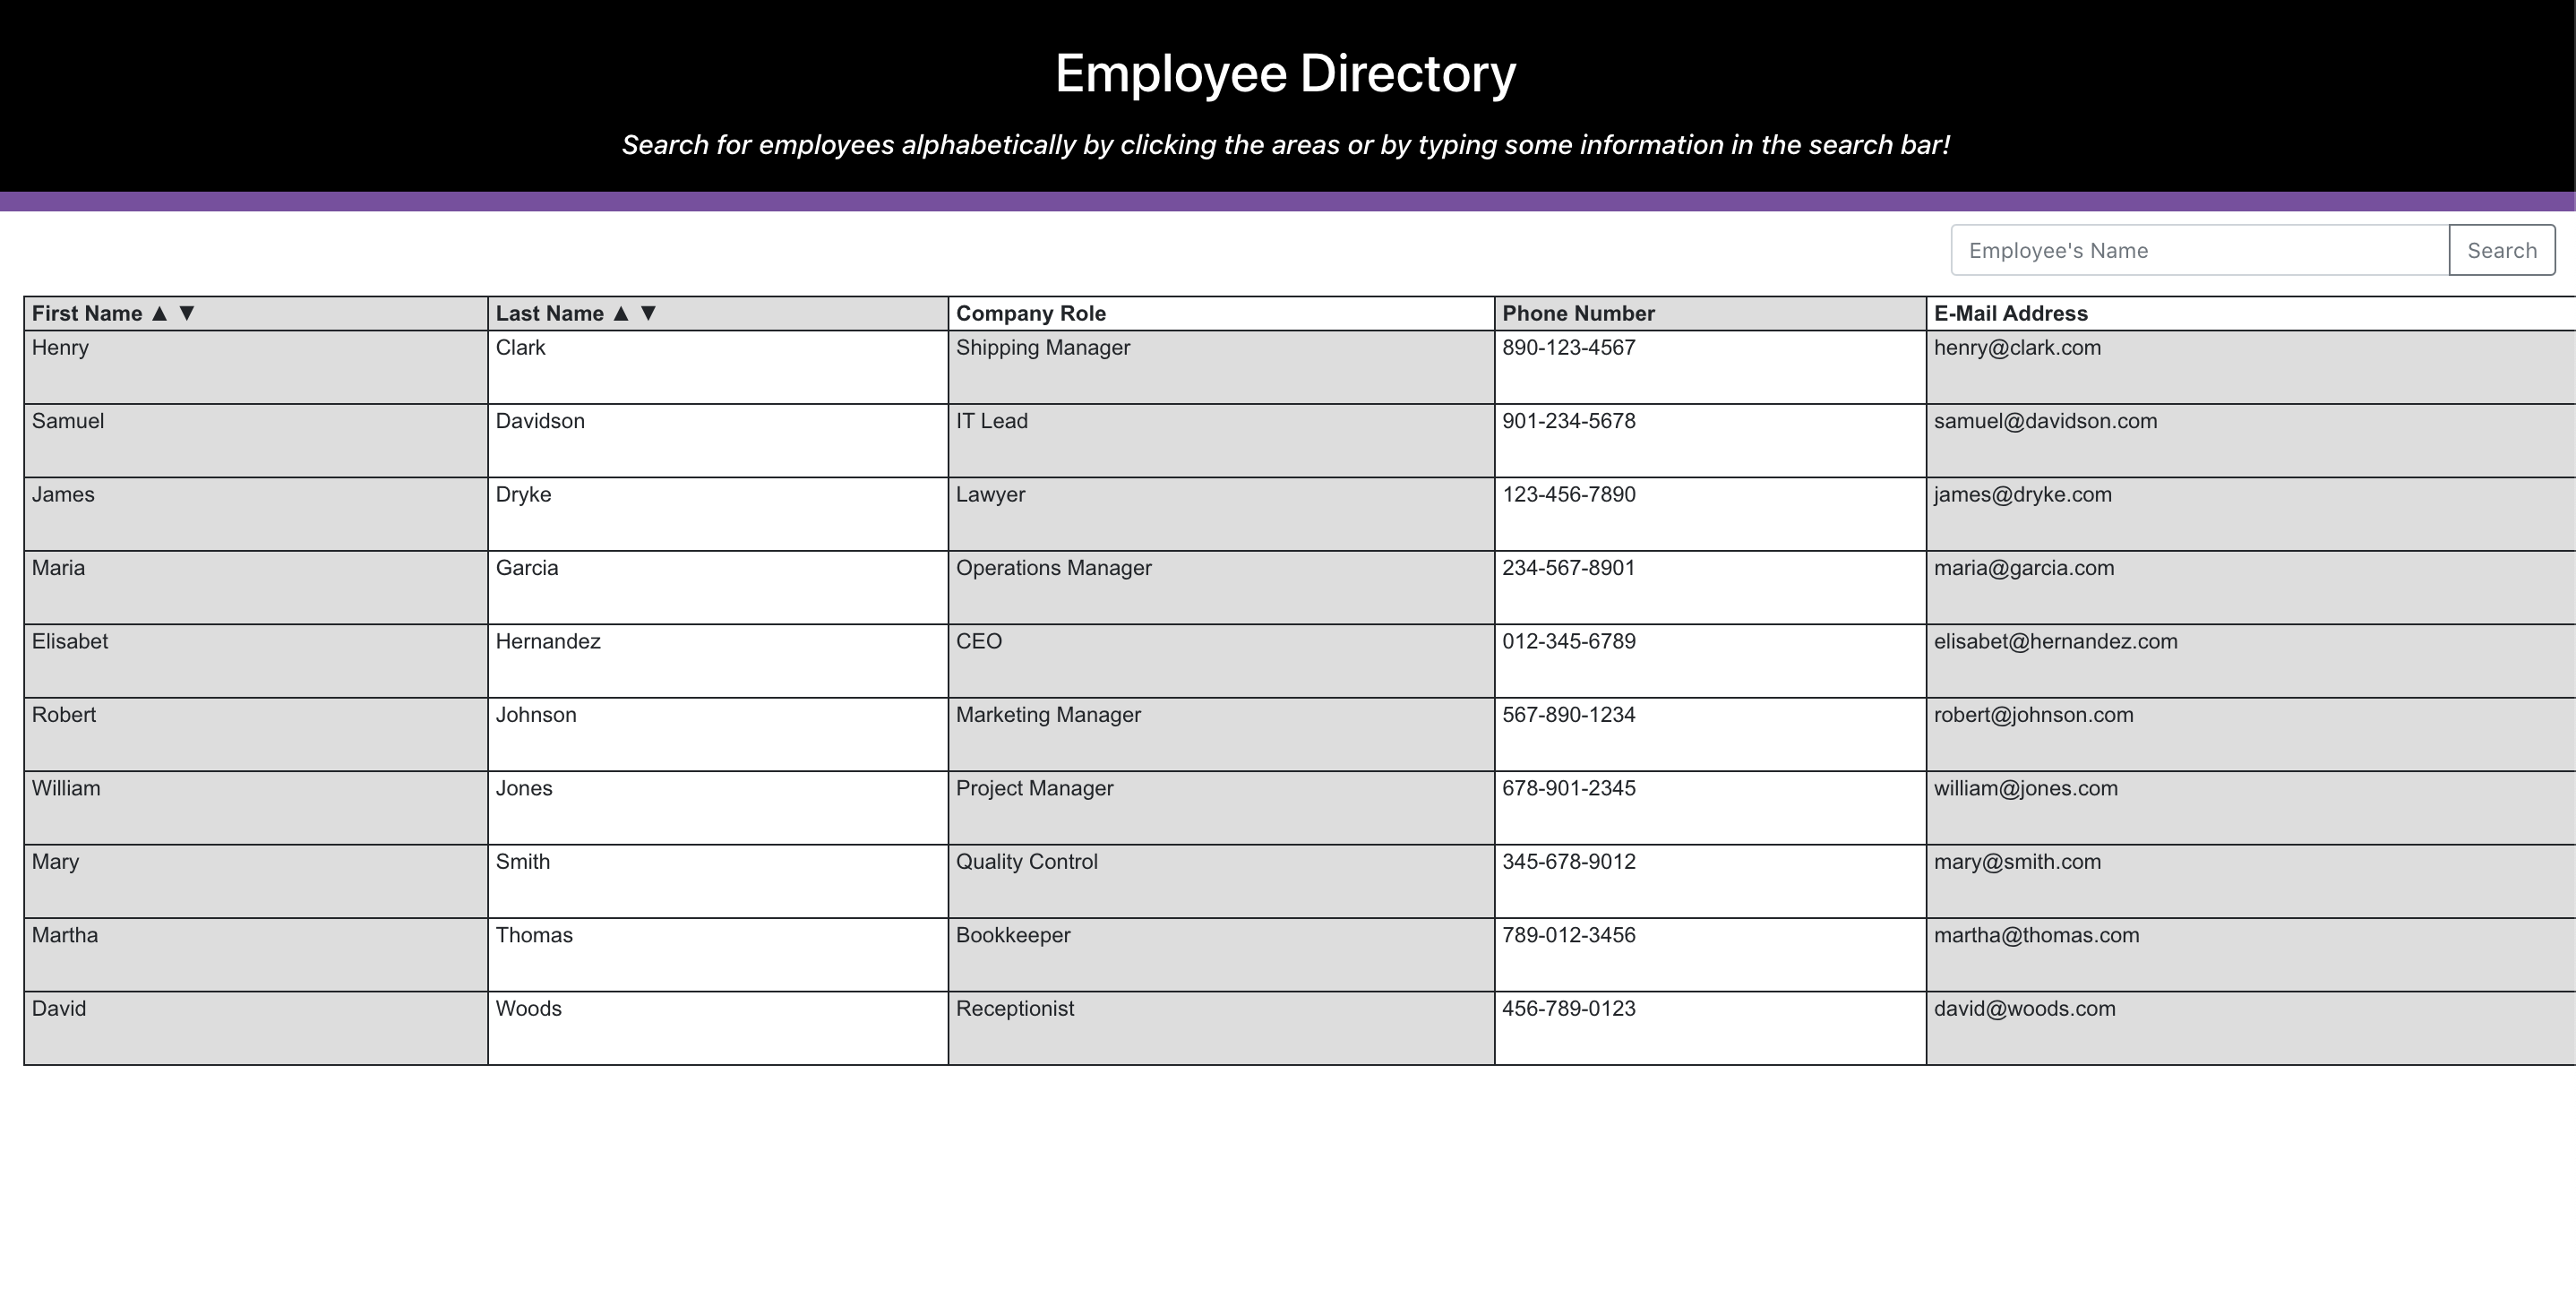 Employee Directory
Search for employees alphabetically by clicking the areas or by typing some information in the search bar!
Employee's Name Search
First Name ▲ ▼ Last Name ▲ ▼ Company Role Phone Number E-Mail Address
Henry Clark Shipping Manager 890-123-4567 henry@clark.com
Samuel Davidson IT Lead 901-234-5678 samuel@davidson.com
James Dryke Lawyer 123-456-7890 james@dryke.com
Maria Garcia Operations Manager 234-567-8901 maria@garcia.com
Elisabet Hernandez CEO 012-345-6789 elisabet@hernandez.com
Robert Johnson Marketing Manager 567-890-1234 robert@johnson.com
William Jones Project Manager 678-901-2345 william@jones.com
Mary Smith Quality Control 345-678-9012 mary@smith.com
Martha Thomas Bookkeeper 789-012-3456 martha@thomas.com
David Woods Receptionist 456-789-0123 david@woods.com